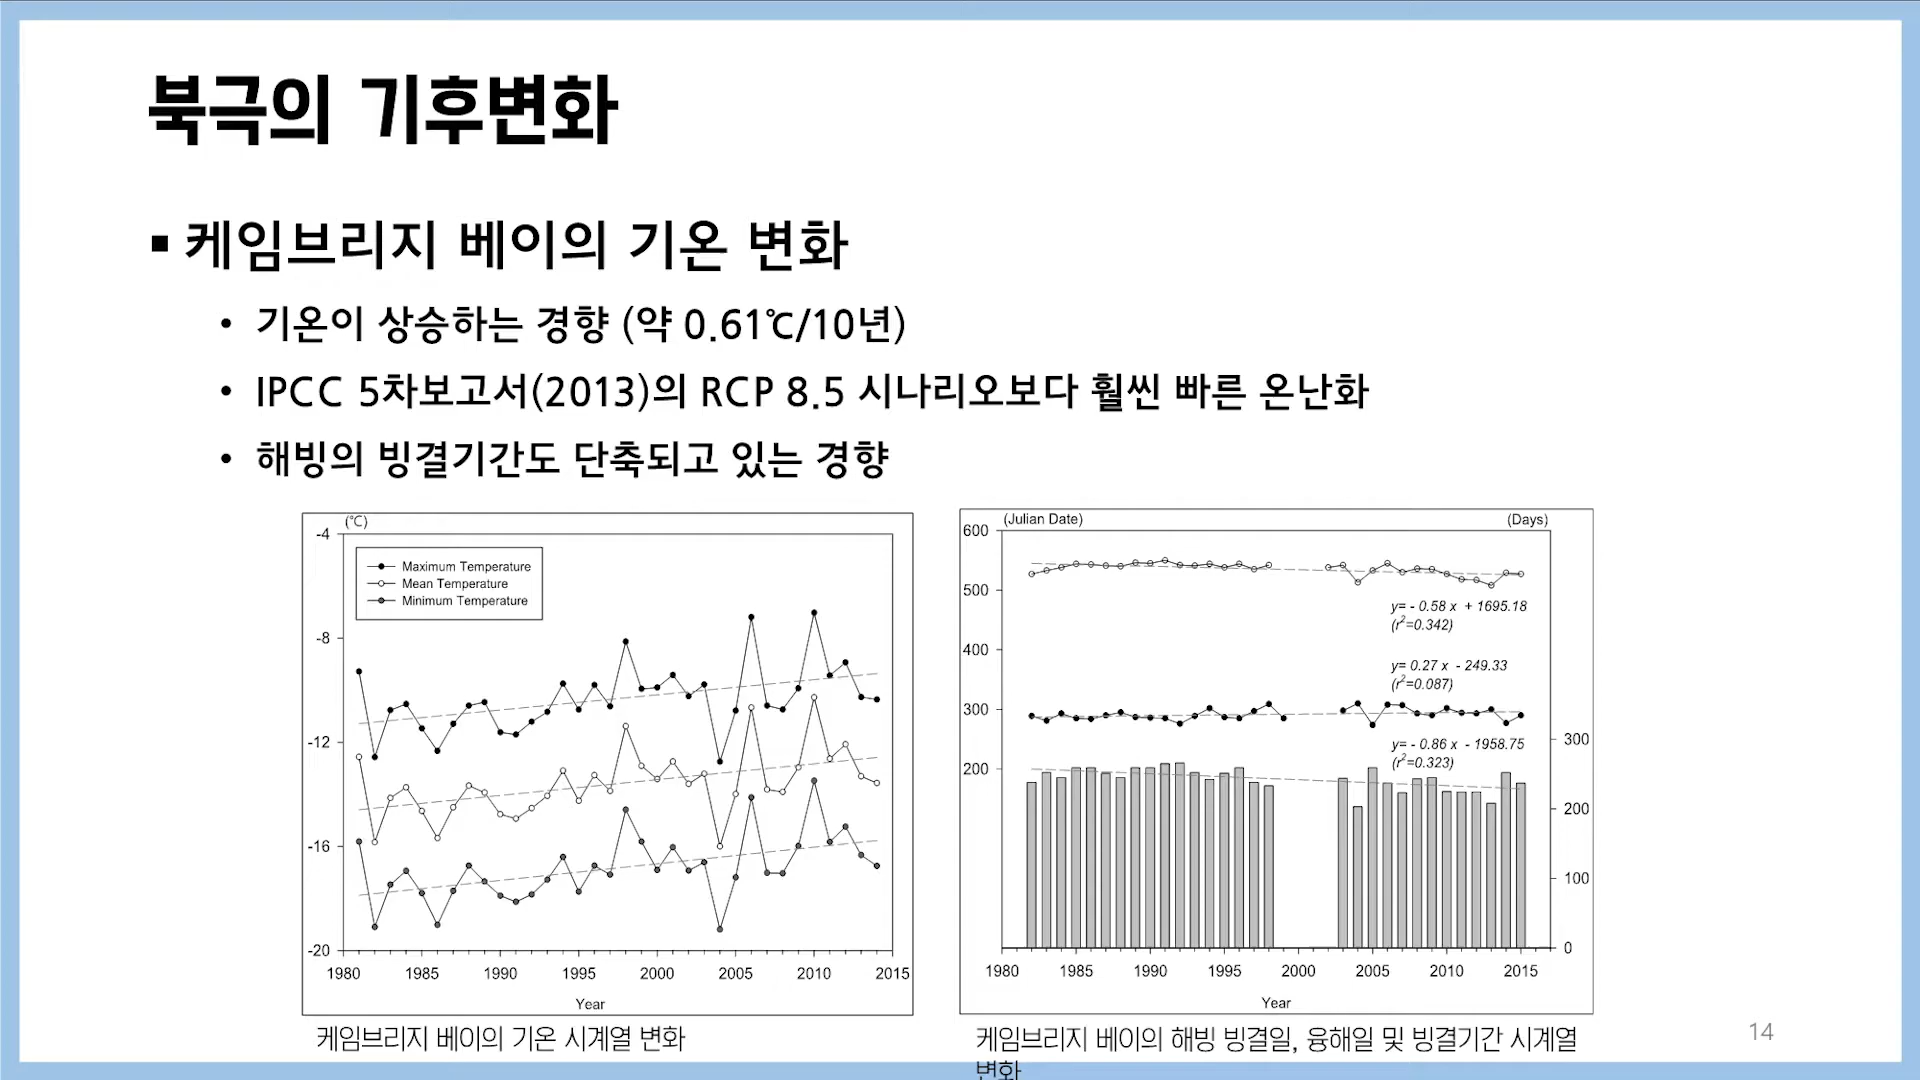 북극의 기후변화
▪ 케임브리지 베이의 기온 변화
• 기온이 상승하는 경향 (약 0.61℃/10년)
• IPCC 5차보고서(2013)의 RCP 8.5 시나리오보다 훨씬 빠른 온난화
• 해빙의 빙결기간도 단축되고 있는 경향
(℃)
-4
-8
-12
-16
-20
Maximum Temperature
Mean Temperature
Minimum Temperature
1980 1985 1990 1995 2000 2005 2010 2015
Year
케임브리지 베이의 기온 시계열 변화
(Julian Date) (Days)
600
500
400
300
200
y= - 0.58 x + 1695.18
(r²=0.342)
y= 0.27 x - 249.33
(r²=0.087)
y= - 0.86 x - 1958.75
(r²=0.323)
300
200
100
0
1980 1985 1990 1995 2000 2005 2010 2015
Year
케임브리지 베이의 해빙 빙결일, 융해일 및 빙결기간 시계열
변화
14